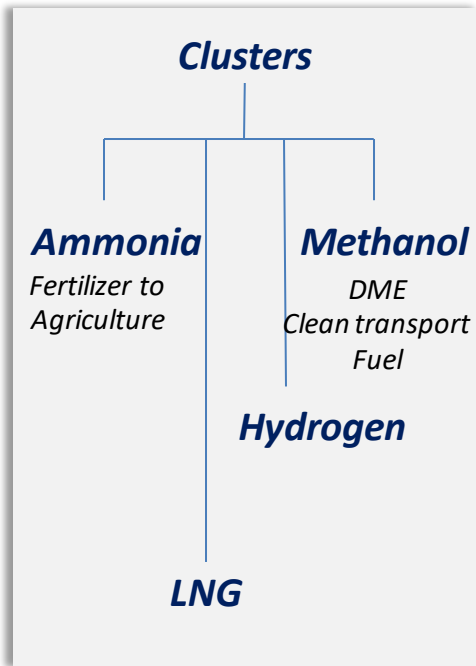 Clusters
Ammonia
Fertilizer to
Agriculture
Methanol
DME
Clean transport
Fuel
Hydrogen
LNG